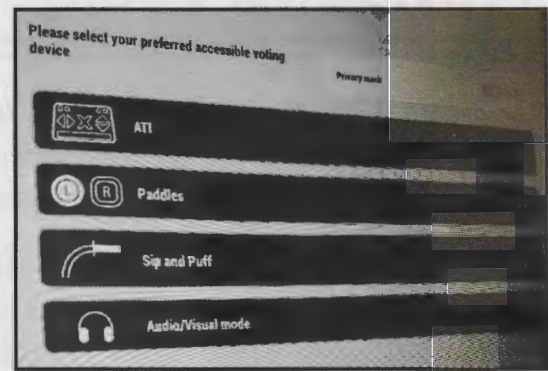 Please select your preferred accessible voting
device
Privacy mask
ATI
L R Paddles
Sip and Puff
Audio/Visual mode